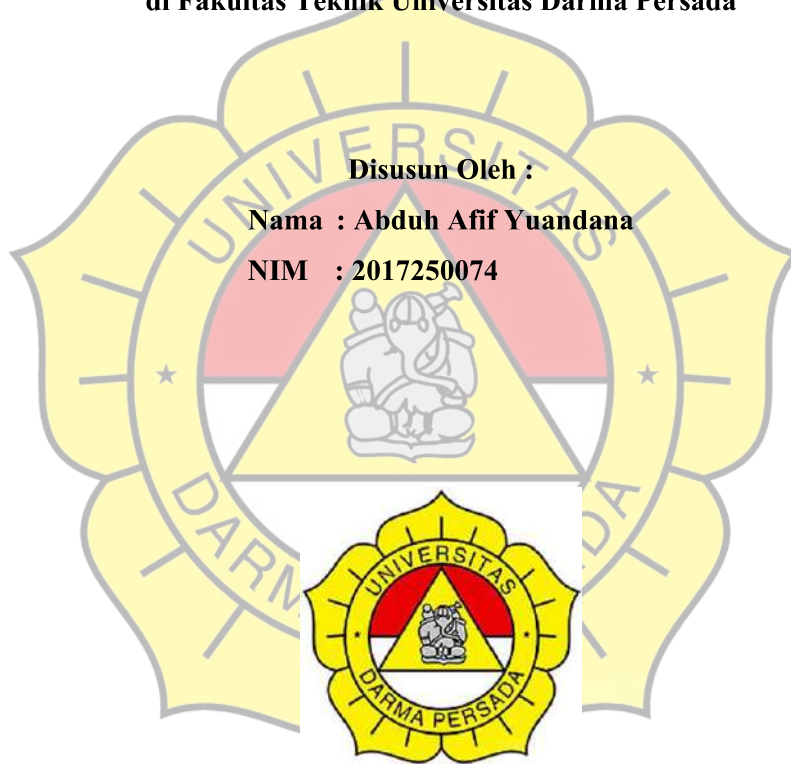 di Fakultas Teknik Universitas Darma Persada
Disusun Oleh :
Nama : Abduh Afif Yuandana
NIM : 2017250074
UNIVERSITAS
DARMA
UNIVERSITAS
DARMA PERSADA